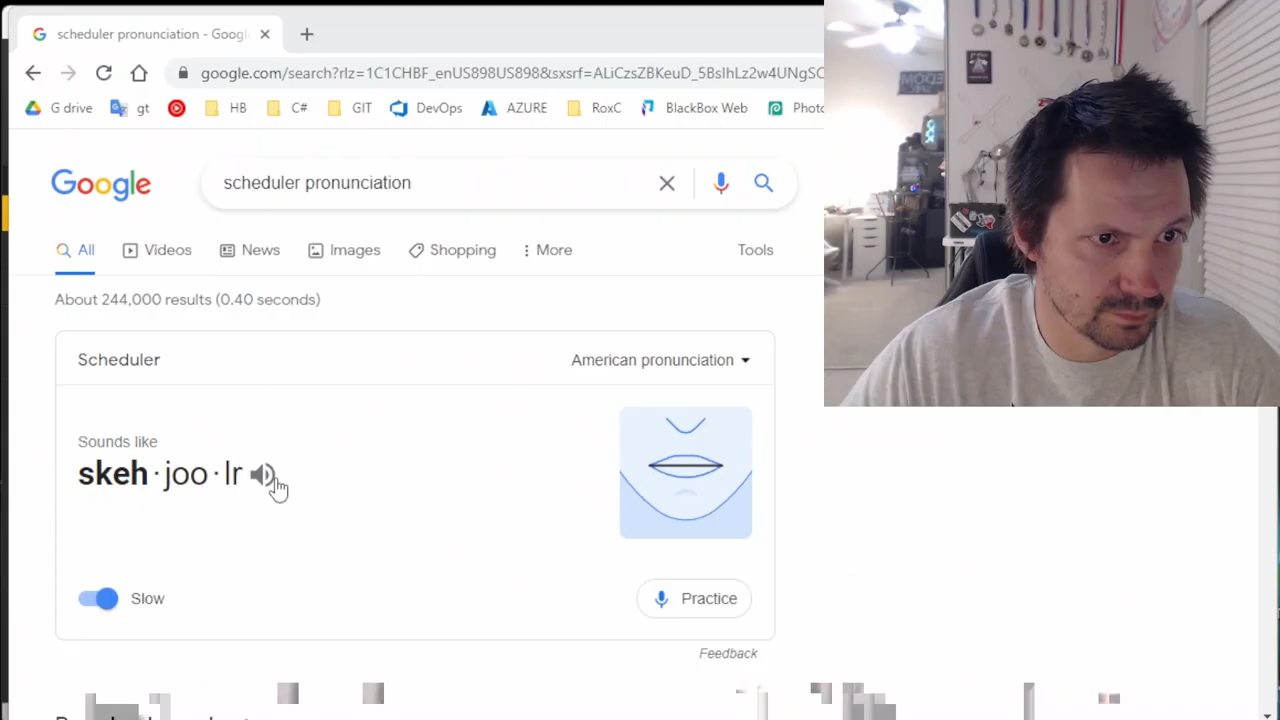 scheduler pronunciation - Googl
google.com/search?rlz=1C1CHBF_enUS898US898&sxsrf=ALiCzsZBKeuD_5BslhLz2w4UNgSC
G drive gt HB C# GIT DevOps AZURE RoxC BlackBox Web Photo
Google scheduler pronunciation
All Videos News Images Shopping More Tools
About 244,000 results (0.40 seconds)
Scheduler American pronunciation
Sounds like
skeh·joo·lr
Slow Practice
Feedback